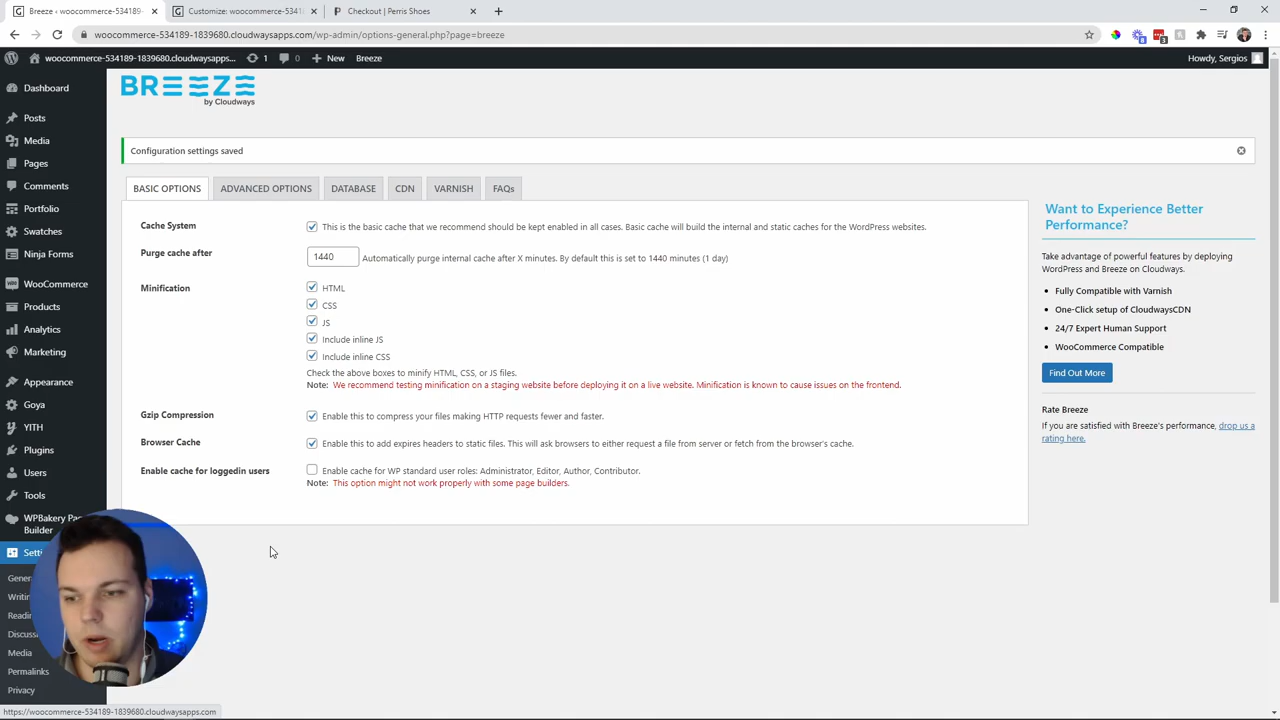 Breeze ‹ woocommerce-534189-
Customize: woocommerce-5341
Checkout | Perris Shoes
woocommerce-534189-1839680.cloudwaysapps.com/wp-admin/options-general.php?page=breeze
woocommerce-534189-1839680.cloudwaysapps...
1
0
New
Breeze
Howdy, Sergios
Dashboard
Posts
Media
Pages
Comments
Portfolio
Swatches
Ninja Forms
WooCommerce
Products
Analytics
Marketing
Appearance
Goya
YITH
Plugins
Users
Tools
WPBakery Pa
Builder
Setti
Gener
Writin
Readin
Discuss
Media
Permalinks
Privacy
BREEZE
by Cloudways
Configuration settings saved
BASIC OPTIONS
ADVANCED OPTIONS
DATABASE
CDN
VARNISH
FAQs
Cache System
This is the basic cache that we recommend should be kept enabled in all cases. Basic cache will build the internal and static caches for the WordPress websites.
Purge cache after
1440
Automatically purge internal cache after X minutes. By default this is set to 1440 minutes (1 day)
Minification
HTML
CSS
JS
Include inline JS
Include inline CSS
Check the above boxes to minify HTML, CSS, or JS files.
Note: We recommend testing minification on a staging website before deploying it on a live website. Minification is known to cause issues on the frontend.
Gzip Compression
Enable this to compress your files making HTTP requests fewer and faster.
Browser Cache
Enable this to add expires headers to static files. This will ask browsers to either request a file from server or fetch from the browser's cache.
Enable cache for loggedin users
Enable cache for WP standard user roles: Administrator, Editor, Author, Contributor.
Note: This option might not work properly with some page builders.
Want to Experience Better
Performance?
Take advantage of powerful features by deploying
WordPress and Breeze on Cloudways.
Fully Compatible with Varnish
One-Click setup of CloudwaysCDN
24/7 Expert Human Support
WooCommerce Compatible
Find Out More
Rate Breeze
If you are satisfied with Breeze's performance, drop us a
rating here.
https://woocommerce-534189-1839680.cloudwaysapps.com